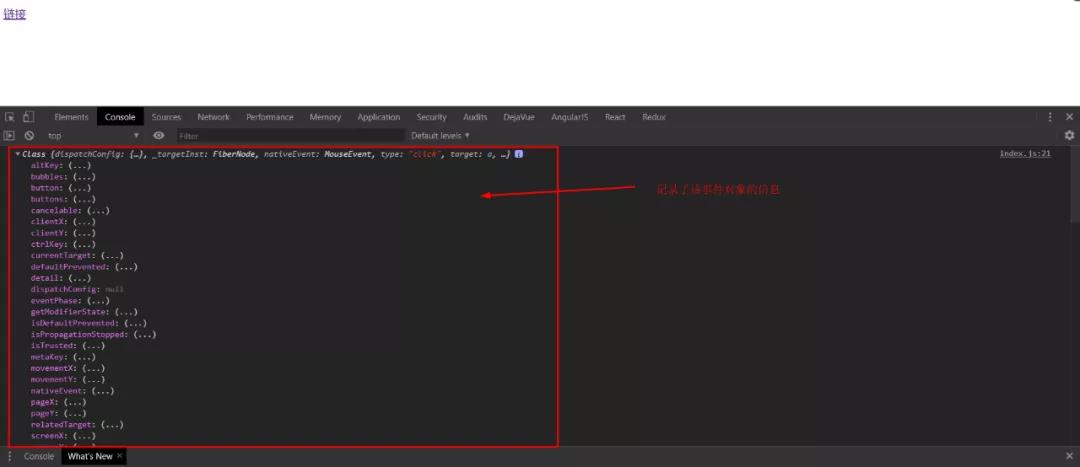 链接
Elements Console Sources Network Performance Memory Application Security Audits DejaVue AngularJS React Redux
top Filter Default levels
Class {dispatchConfig: {…}, _targetInst: FiberNode, nativeEvent: MouseEvent, type: "click", target: a, …} index.js:21
altKey: (...)
bubbles: (...)
button: (...)
buttons: (...)
记录了该事件对象的信息
cancelable: (...)
clientX: (...)
clientY: (...)
ctrlKey: (...)
currentTarget: (...)
defaultPrevented: (...)
detail: (...)
dispatchConfig: null
eventPhase: (...)
getModifierState: (...)
isDefaultPrevented: (...)
isPropagationStopped: (...)
isTrusted: (...)
metaKey: (...)
movementX: (...)
movementY: (...)
nativeEvent: (...)
pageX: (...)
pageY: (...)
relatedTarget: (...)
screenX: (...)
Console What's New